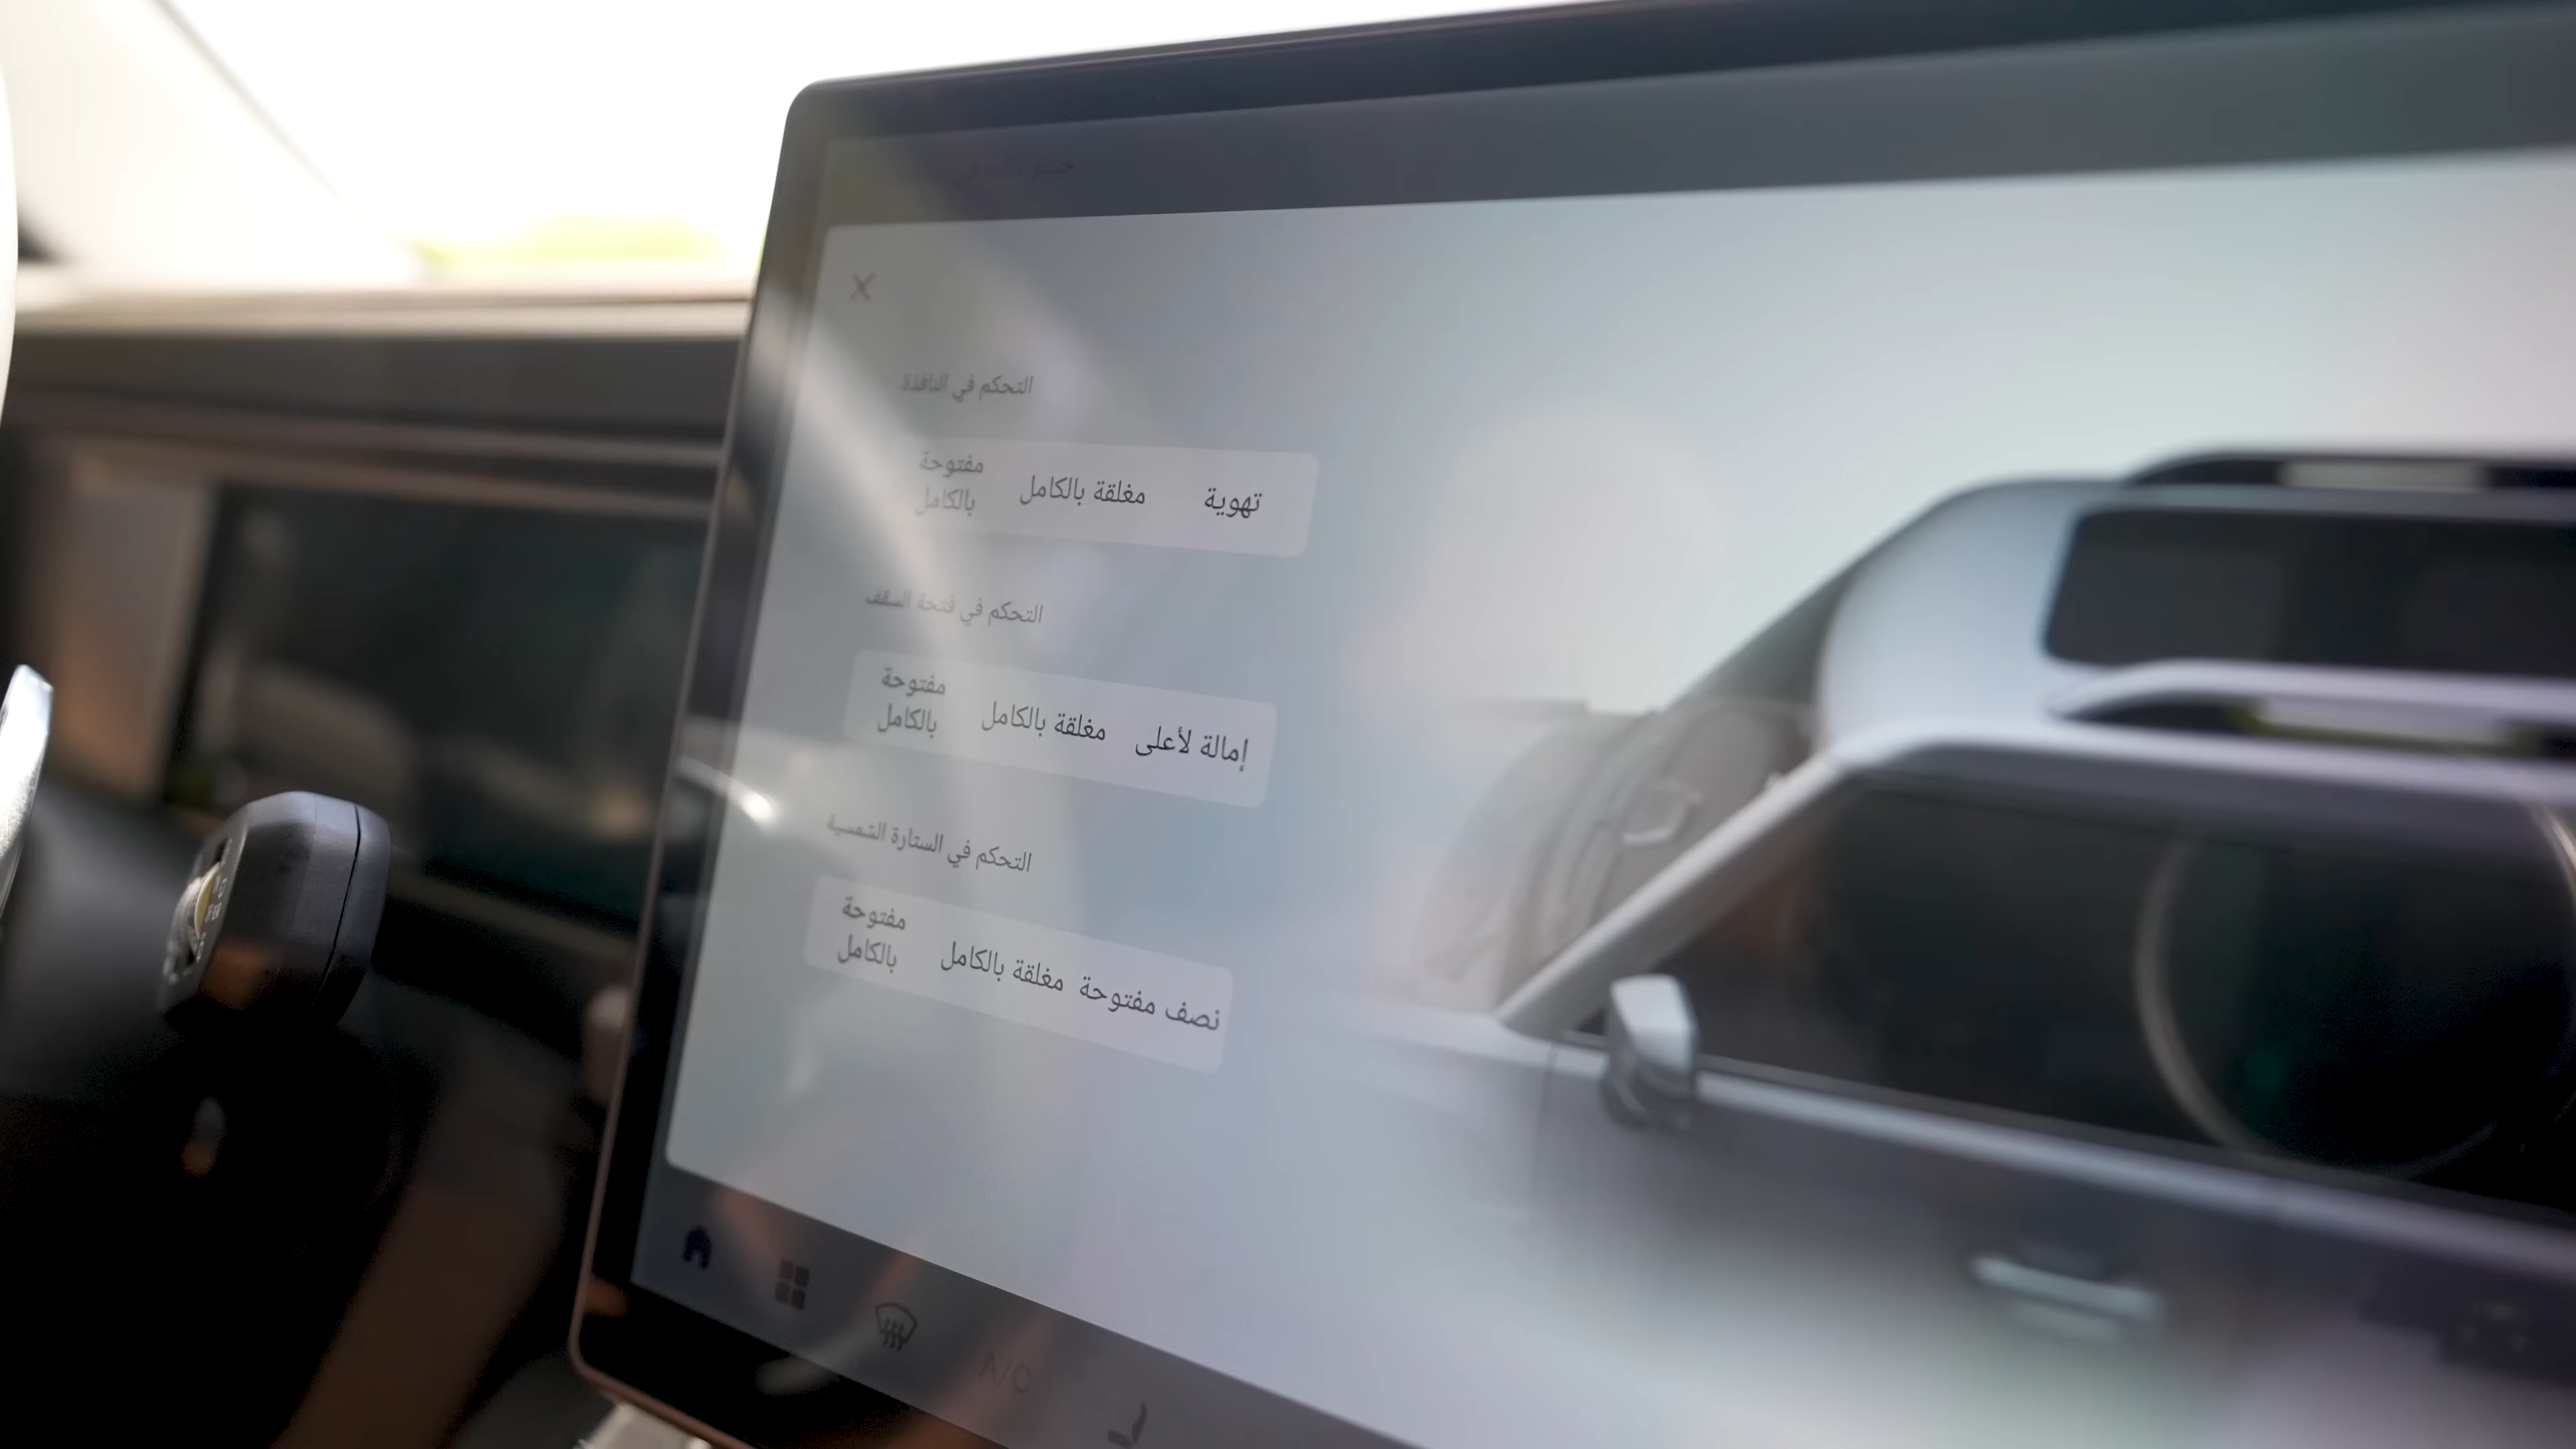 التحكم في النافذة
تهوية مغلقة بالكامل مفتوحة بالكامل
التحكم في فتحة السقف
إمالة لأعلى مغلقة بالكامل مفتوحة بالكامل
التحكم في الستارة الشمسية
نصف مفتوحة مغلقة بالكامل مفتوحة بالكامل
A/C